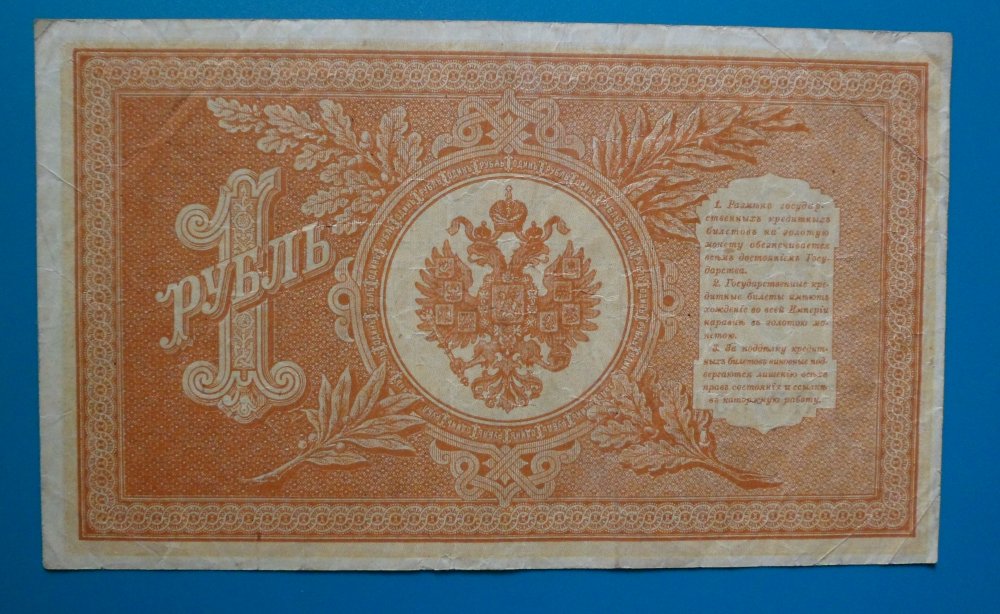 1
РУБЛЬ
1. Размѣнъ государ-
ственныхъ кредитныхъ
билетовъ на золотую
монету обезпечивается
всѣмъ достояніемъ Госу-
дарства.
2. Государственные кре-
дитные билеты имѣютъ
хожденіе во всей Имперіи
наравнѣ съ золотою мо-
нетою.
3. За поддѣлку кредит-
ныхъ билетовъ виновные под-
вергаются лишенію всѣхъ
правъ состоянія и ссылкѣ
въ каторжную работу.